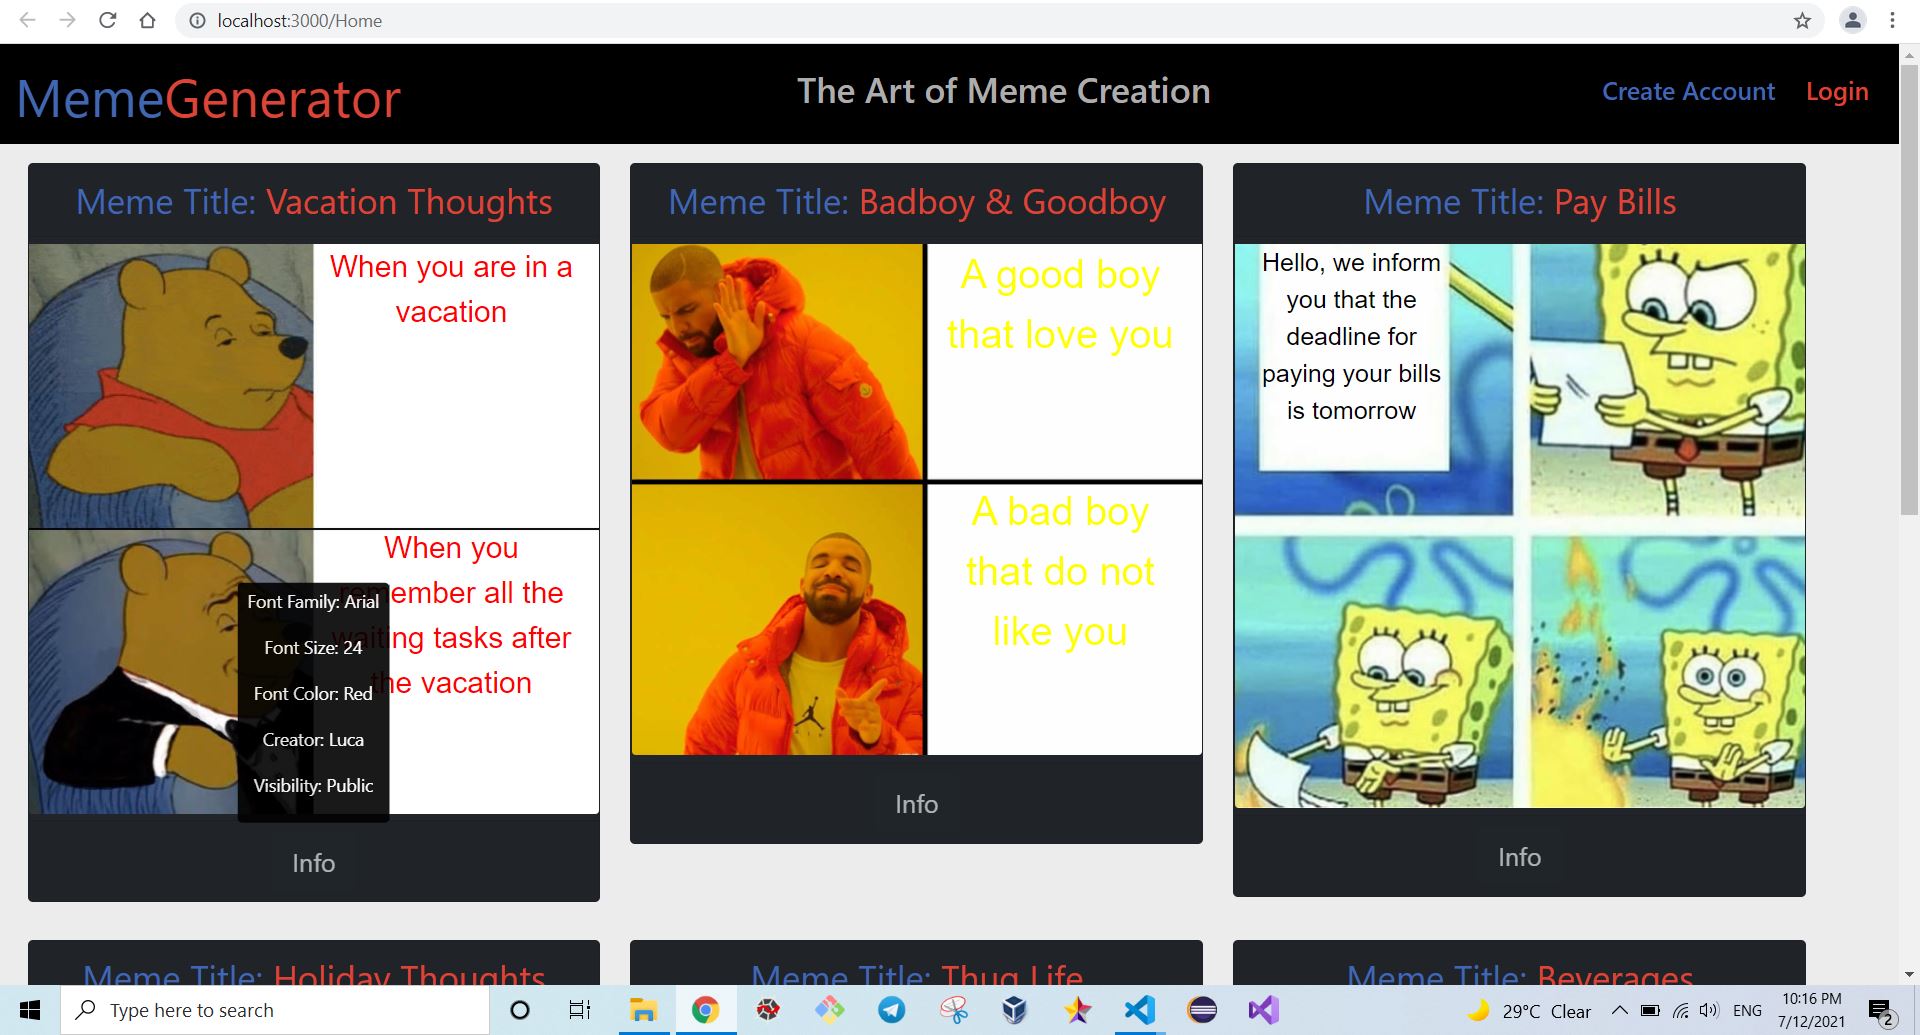 localhost:3000/Home
MemeGenerator
The Art of Meme Creation
Create Account
Login
Meme Title: Vacation Thoughts
When you are in a
vacation
When you
remember all the
waiting tasks after
the vacation
Font Family: Arial
Font Size: 24
Font Color: Red
Creator: Luca
Visibility: Public
Info
Meme Title: Badboy & Goodboy
A good boy
that love you
A bad boy
that do not
like you
Info
Meme Title: Pay Bills
Hello, we inform
you that the
deadline for
paying your bills
is tomorrow
Info
Meme Title: Holiday Thoughts
Meme Title: Thug Life
Meme Title: Beverages
Type here to search
29°C Clear
ENG
10:16 PM
7/12/2021
2